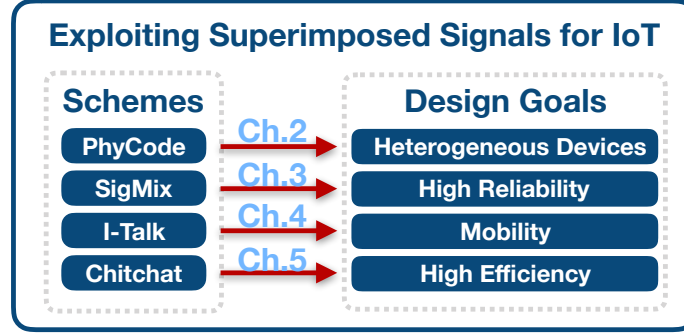 Exploiting Superimposed Signals for IoT
Schemes
Design Goals
PhyCode
Ch.2
Heterogeneous Devices
SigMix
Ch.3
High Reliability
I-Talk
Ch.4
Mobility
Chitchat
Ch.5
High Efficiency